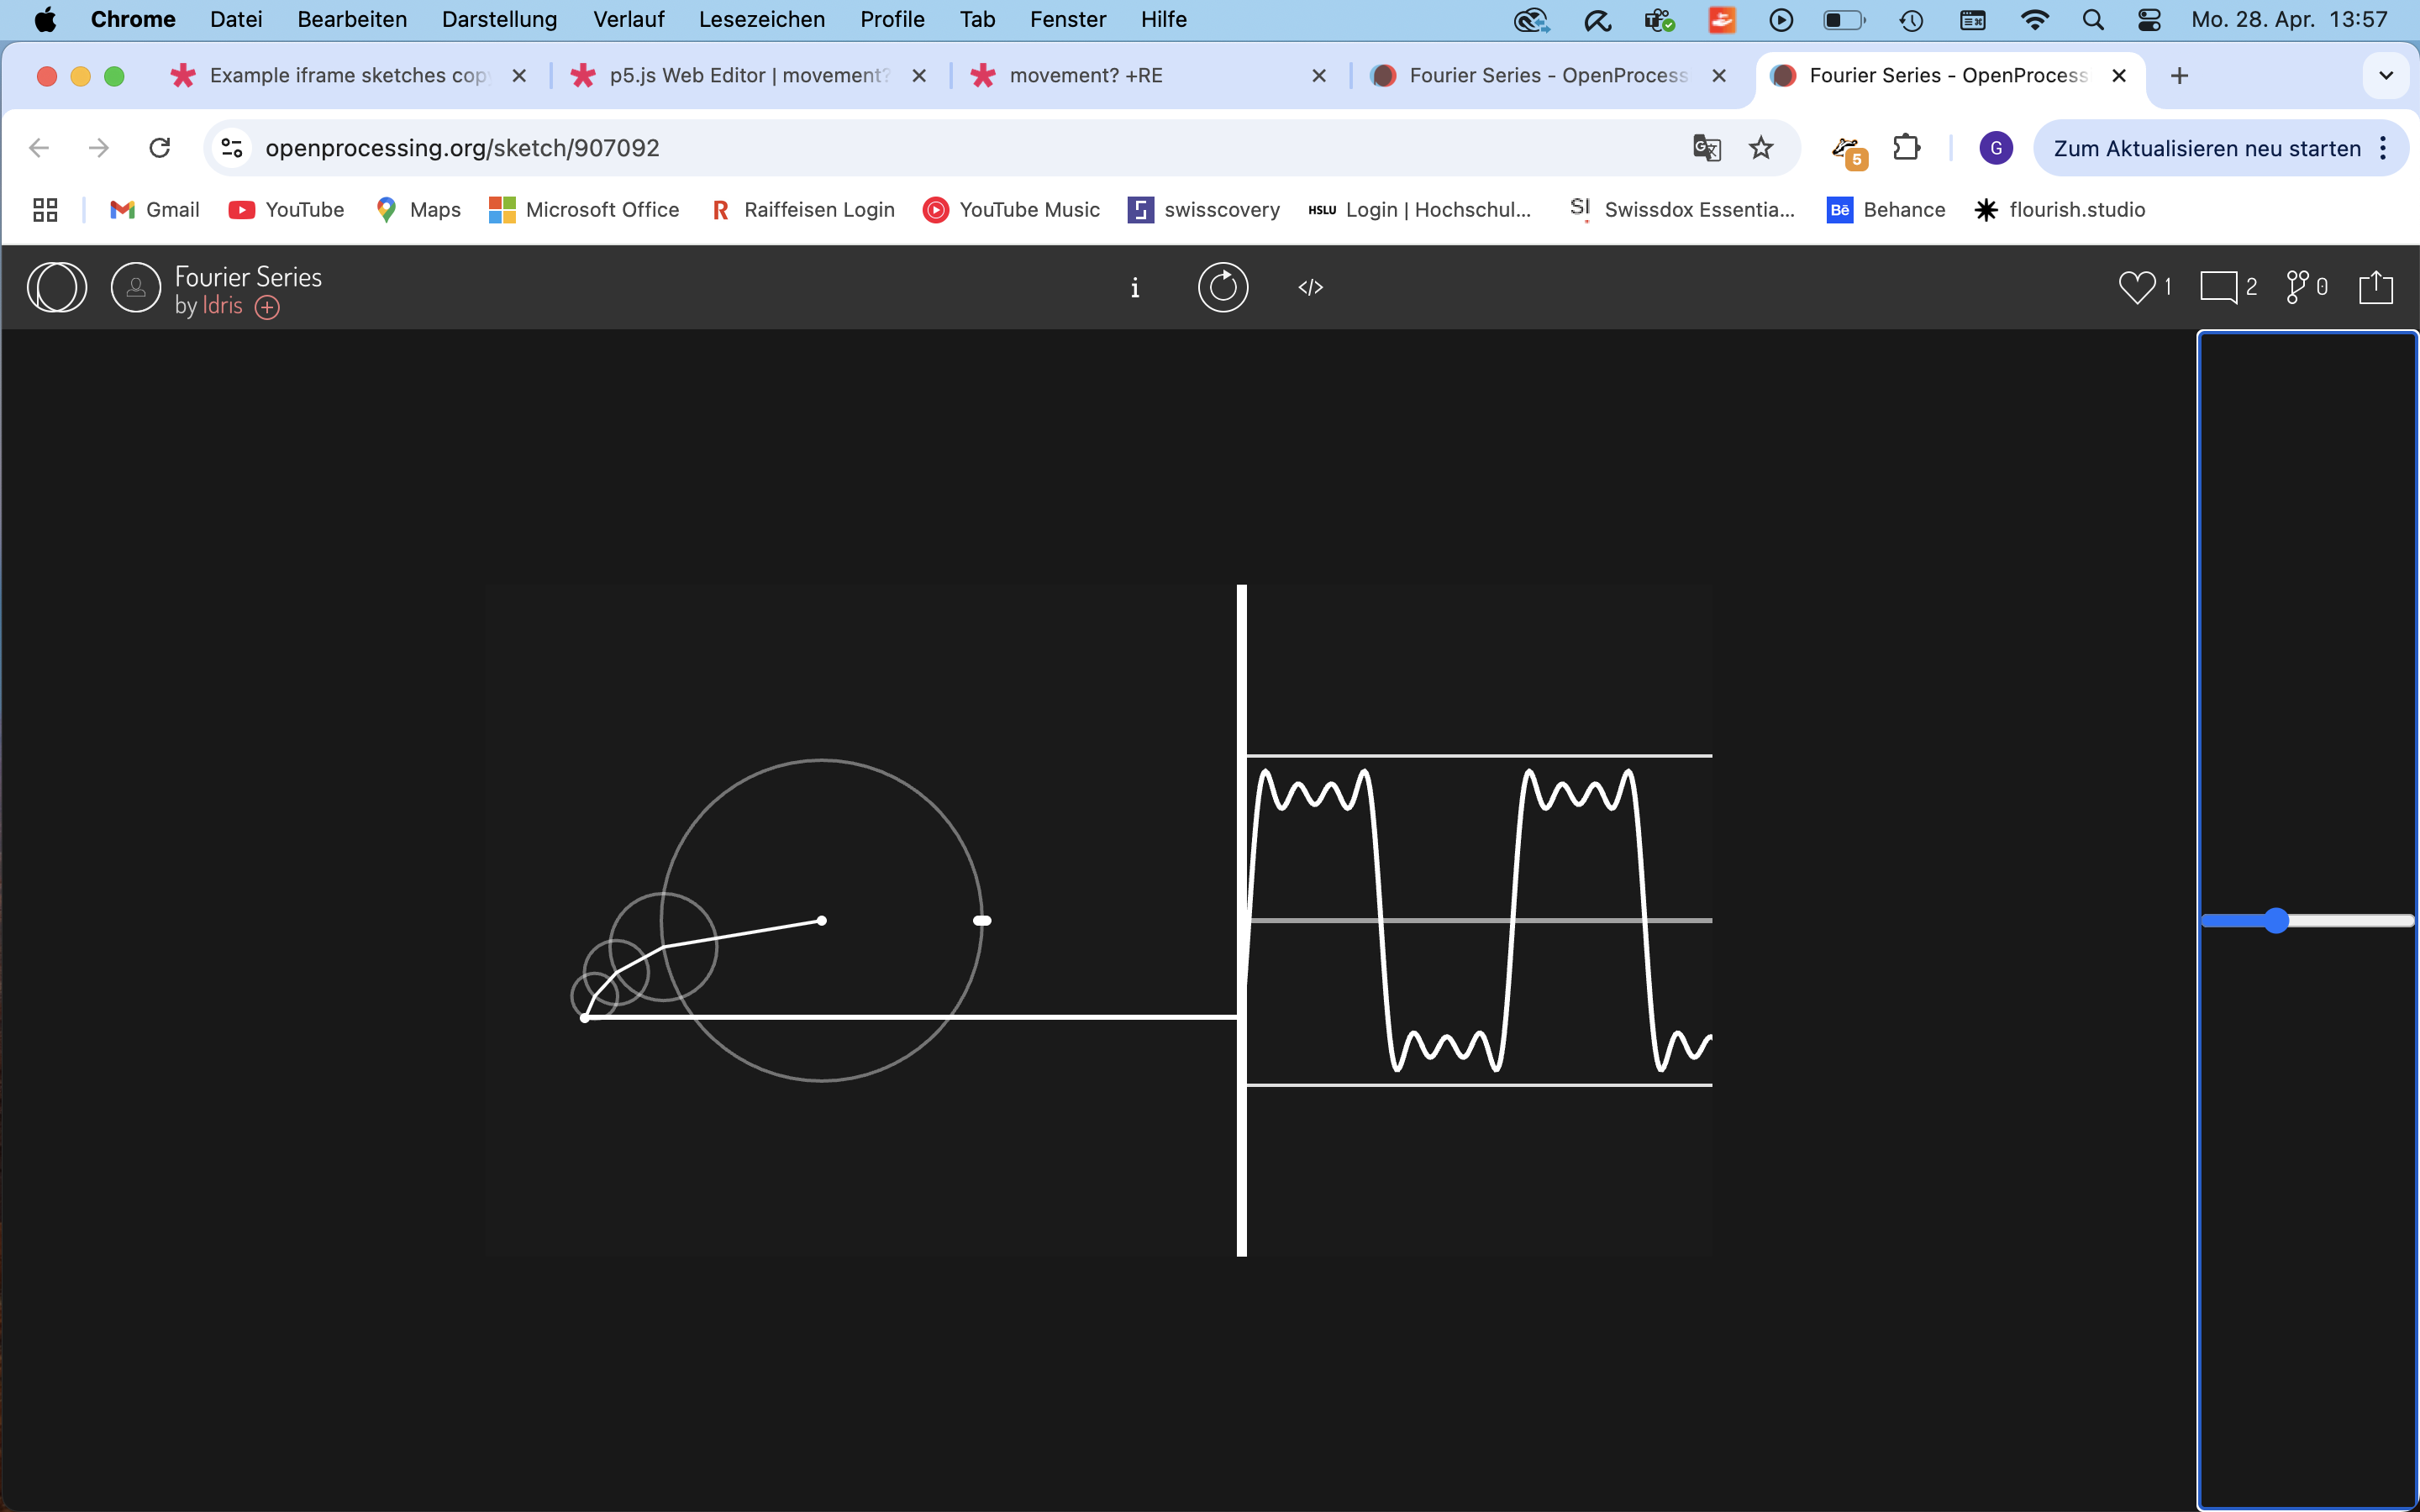 Chrome Datei Bearbeiten Darstellung Verlauf Lesezeichen Profile Tab Fenster Hilfe Mo. 28. Apr. 13:57
Example iframe sketches cop p5.js Web Editor | movement? movement? +RE Fourier Series - OpenProcess Fourier Series - OpenProcess
openprocessing.org/sketch/907092 5 G Zum Aktualisieren neu starten
Gmail YouTube Maps Microsoft Office R Raiffeisen Login YouTube Music swisscovery HSLU Login | Hochschul... SI Swissdox Essentia... Bē Behance flourish.studio
Fourier Series
by Idris
i </> 1 2 0